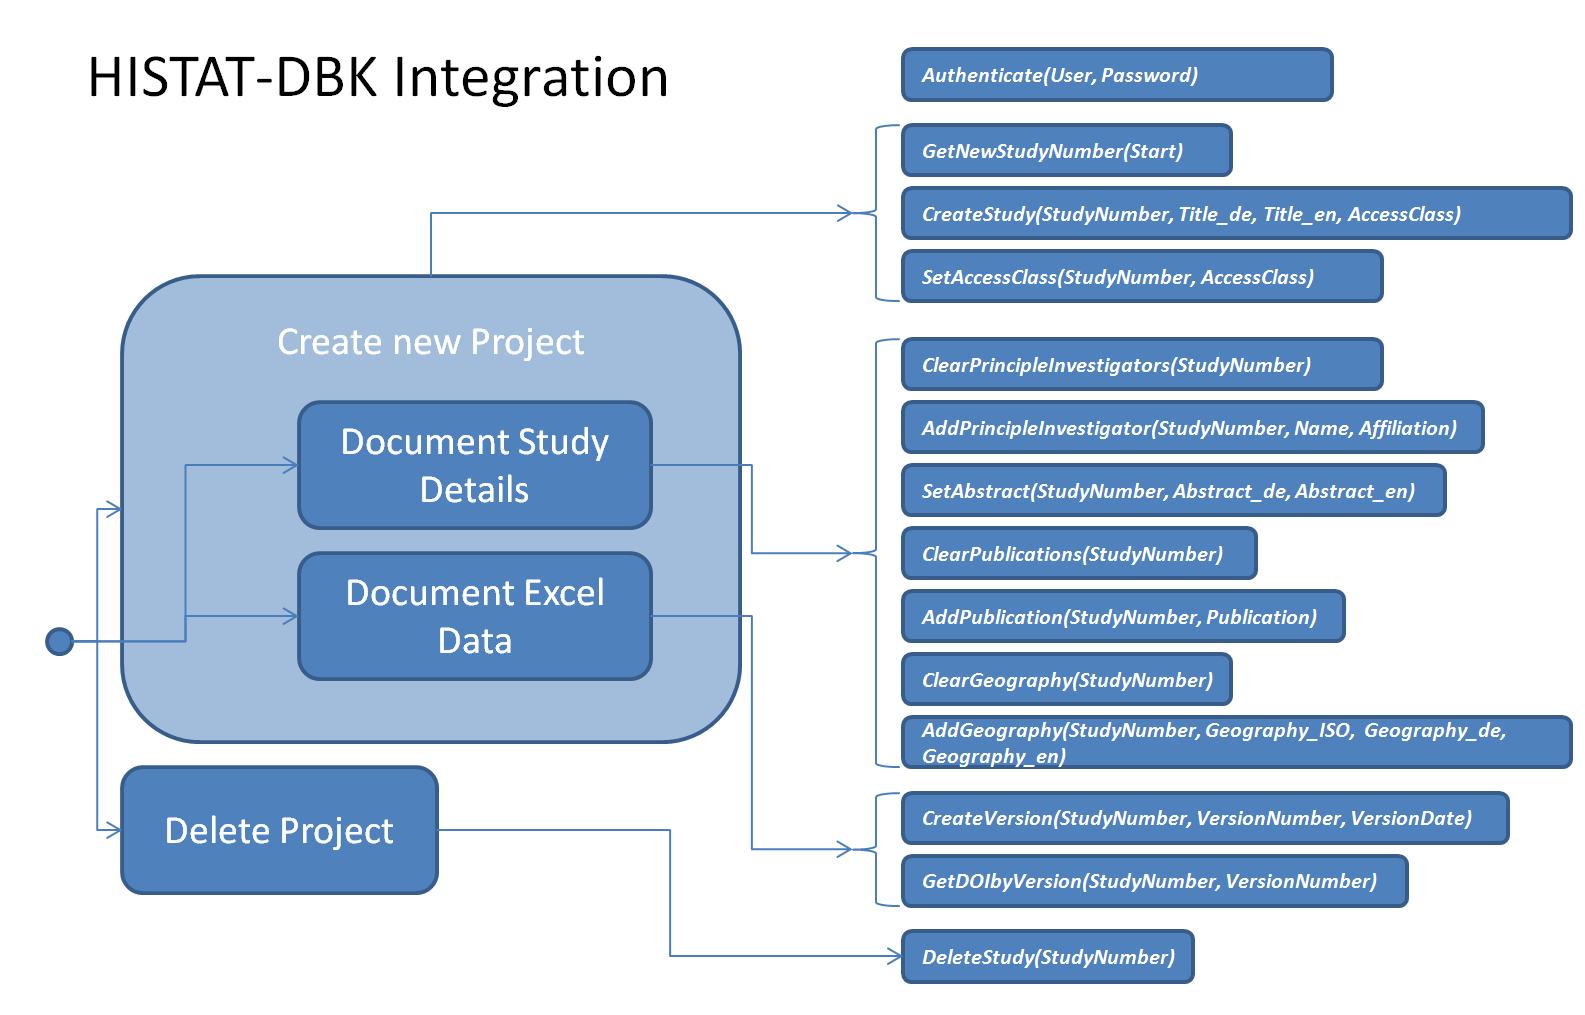 HISTAT-DBK Integration
Create new Project
Document Study
Details
Document Excel
Data
Delete Project
Authenticate(User, Password)
GetNewStudyNumber(Start)
CreateStudy(StudyNumber, Title_de, Title_en, AccessClass)
SetAccessClass(StudyNumber, AccessClass)
ClearPrincipleInvestigators(StudyNumber)
AddPrincipleInvestigator(StudyNumber, Name, Affiliation)
SetAbstract(StudyNumber, Abstract_de, Abstract_en)
ClearPublications(StudyNumber)
AddPublication(StudyNumber, Publication)
ClearGeography(StudyNumber)
AddGeography(StudyNumber, Geography_ISO, Geography_de,
Geography_en)
CreateVersion(StudyNumber, VersionNumber, VersionDate)
GetDOIbyVersion(StudyNumber, VersionNumber)
DeleteStudy(StudyNumber)